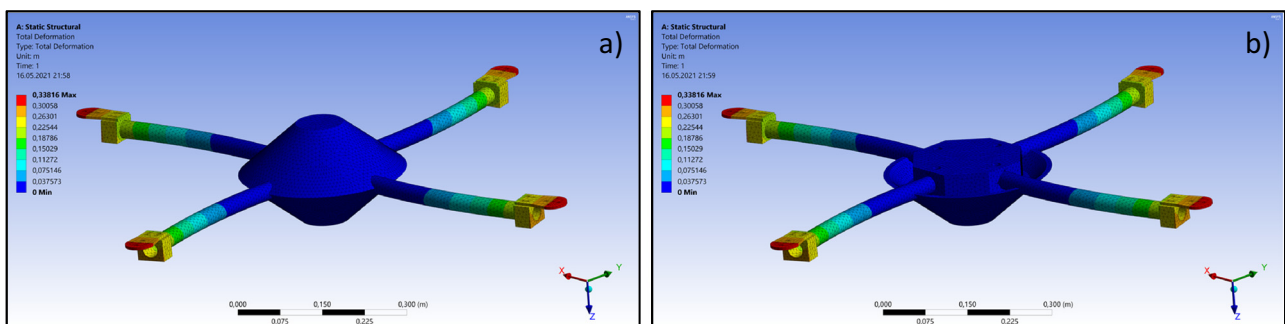 A: Static Structural
Total Deformation
Type: Total Deformation
Unit: m
Time: 1
16.05.2021 21:58
0,33816 Max
0,30058
0,26301
0,22544
0,18786
0,15029
0,11272
0,075146
0,037573
0 Min
a)
X
Y
Z
0,000
0,150
0,300 (m)
0,075
0,225
A: Static Structural
Total Deformation
Type: Total Deformation
Unit: m
Time: 1
16.05.2021 21:59
0,33816 Max
0,30058
0,26301
0,22544
0,18786
0,15029
0,11272
0,075146
0,037573
0 Min
b)
X
Y
Z
0,000
0,150
0,300 (m)
0,075
0,225